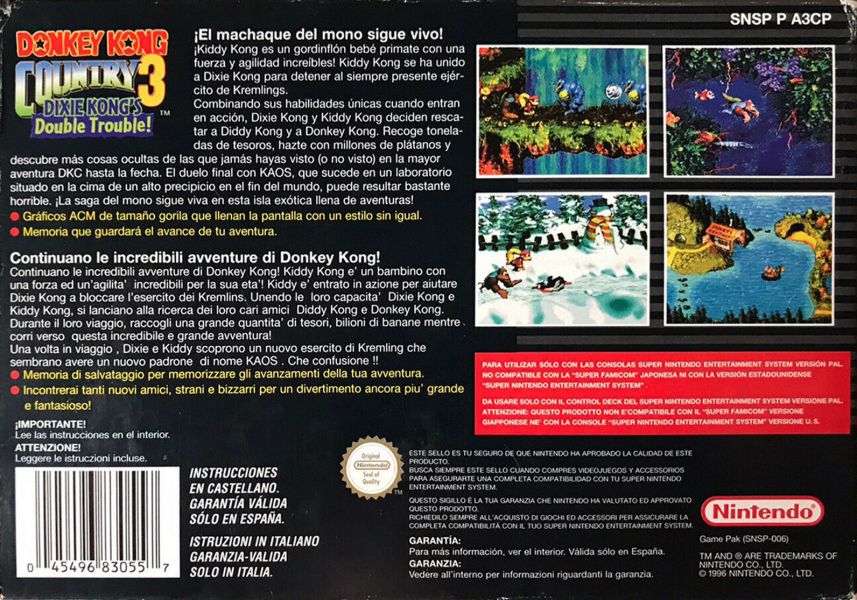 SNSP P A3CP
DONKEY KONG
COUNTRY 3
DIXIE KONG'S
Double Trouble!
TM
¡El machaque del mono sigue vivo!
¡Kiddy Kong es un gordinflón bebé primate con una
fuerza y agilidad increíbles! Kiddy Kong se ha unido
a Dixie Kong para detener al siempre presente ejér-
cito de Kremlings.
Combinando sus habilidades únicas cuando entran
en acción, Dixie Kong y Kiddy Kong deciden resca-
tar a Diddy Kong y a Donkey Kong. Recoge tonela-
das de tesoros, hazte con millones de plátanos y
descubre más cosas ocultas de las que jamás hayas visto (o no visto) en la mayor
aventura DKC hasta la fecha. El duelo final con KAOS, que sucede en un laboratorio
situado en la cima de un alto precipicio en el fin del mundo, puede resultar bastante
horrible. ¡La saga del mono sigue viva en esta isla exótica llena de aventuras!
● Gráficos ACM de tamaño gorila que llenan la pantalla con un estilo sin igual.
● Memoria que guardará el avance de tu aventura.
Continuano le incredibili avventure di Donkey Kong!
Continuano le incredibili avventure di Donkey Kong! Kiddy Kong e' un bambino con
una forza ed un'agilita' incredibili per la sua eta'! Kiddy e' entrato in azione per aiutare
Dixie Kong a bloccare l'esercito dei Kremlins. Unendo le loro capacita' Dixie Kong e
Kiddy Kong, si lanciano alla ricerca dei loro cari amici Diddy Kong e Donkey Kong.
Durante il loro viaggio, raccogli una grande quantita' di tesori, bilioni di banane mentre
corri verso questa incredibile e grande avventura!
Una volta in viaggio , Dixie e Kiddy scoprono un nuovo esercito di Kremling che
sembrano avere un nuovo padrone di nome KAOS . Che confusione !!
● Memoria di salvataggio per memorizzare gli avanzamenti della tua avventura.
● Incontrerai tanti nuovi amici, strani e bizzarri per un divertimento ancora piu' grande
e fantasioso!
¡IMPORTANTE!
Lee las instrucciones en el interior.
ATTENZIONE!
Leggere le istruzioni incluse.
PARA UTILIZAR SÓLO CON LAS CONSOLAS SUPER NINTENDO ENTERTAINMENT SYSTEM VERSIÓN PAL.
NO COMPATIBLE CON LA "SUPER FAMICOM" JAPONESA NI CON LA VERSIÓN ESTADOUNIDENSE
"SUPER NINTENDO ENTERTAINMENT SYSTEM".
DA USARE SOLO CON IL CONTROL DECK DEL SUPER NINTENDO ENTERTAINMENT SYSTEM VERSIONE PAL.
ATTENZIONE: QUESTO PRODOTTO NON E'COMPATIBILE CON IL "SUPER FAMICOM" VERSIONE
GIAPPONESE NE' CON LA CONSOLE "SUPER NINTENDO ENTERTAINMENT SYSTEM" VERSIONE U.S.
0 45496 83055 7
INSTRUCCIONES
EN CASTELLANO.
GARANTÍA VÁLIDA
SÓLO EN ESPAÑA.
ISTRUZIONI IN ITALIANO
GARANZIA-VALIDA
SOLO IN ITALIA.
Original
Nintendo
Seal of
Quality
TM
ESTE SELLO ES TU SEGURO DE QUE NINTENDO HA APROBADO LA CALIDAD DE ESTE
PRODUCTO.
BUSCA SIEMPRE ESTE SELLO CUANDO COMPRES VIDEOJUEGOS Y ACCESSORIOS
PARA ASEGURARTE UNA COMPLETA COMPATIBILIDAD CON TU SUPER NINTENDO
ENTERTAINMENT SYSTEM.
QUESTO SIGILLO É LA TUA GARANZIA CHE NINTENDO HA VALUTATO ED APPROVATO
QUESTO PRODOTTO.
RICHIEDILO SEMPRE ALL'ACQUISTO DI GIOCHI ED ACCESSORI PER ASSICURARE LA
COMPLETA COMPATIBILITÁ CON IL TUO SUPER NINTENDO ENTERTAINMENT SYSTEM.
GARANTÍA:
Para más información, ver el interior. Válida sólo en España.
GARANZIA:
Vedere all'interno per informazioni riguardanti la garanzia.
Nintendo®
Game Pak (SNSP-006)
TM AND ® ARE TRADEMARKS OF
NINTENDO CO., LTD.
© 1996 NINTENDO CO., LTD.